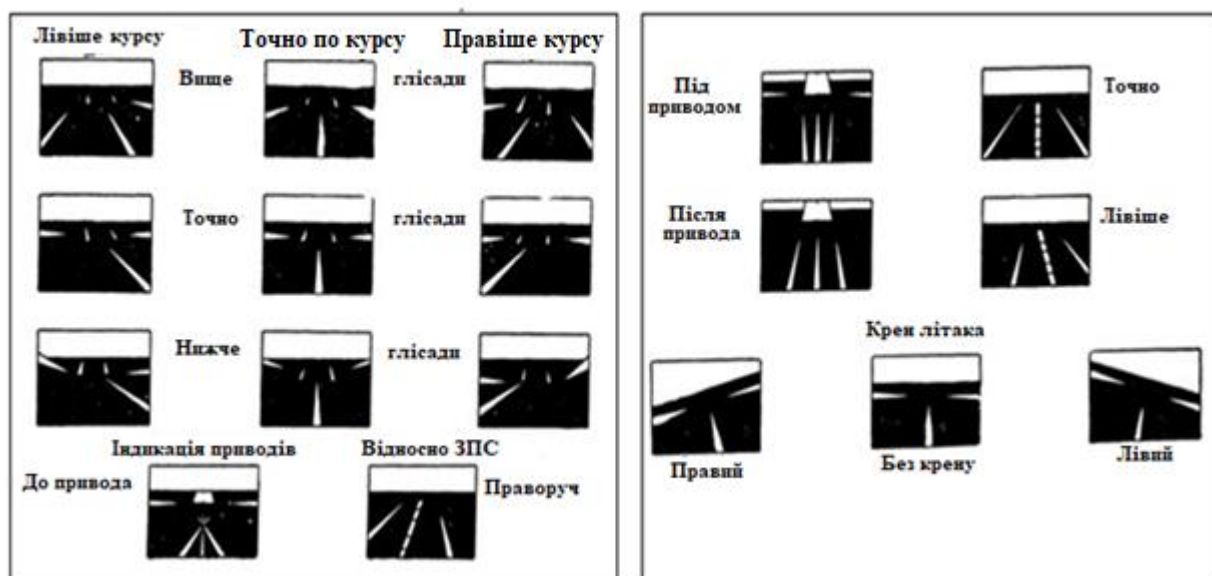 Лівіше курсу Точно по курсу Правіше курсу
Вище глісади
Точно глісади
Нижче глісади
Індикація приводів Відносно ЗПС
До привода Праворуч
Під
приводом
Точно
Після
привода
Лівіше
Крен літака
Правий Без крену Лівий